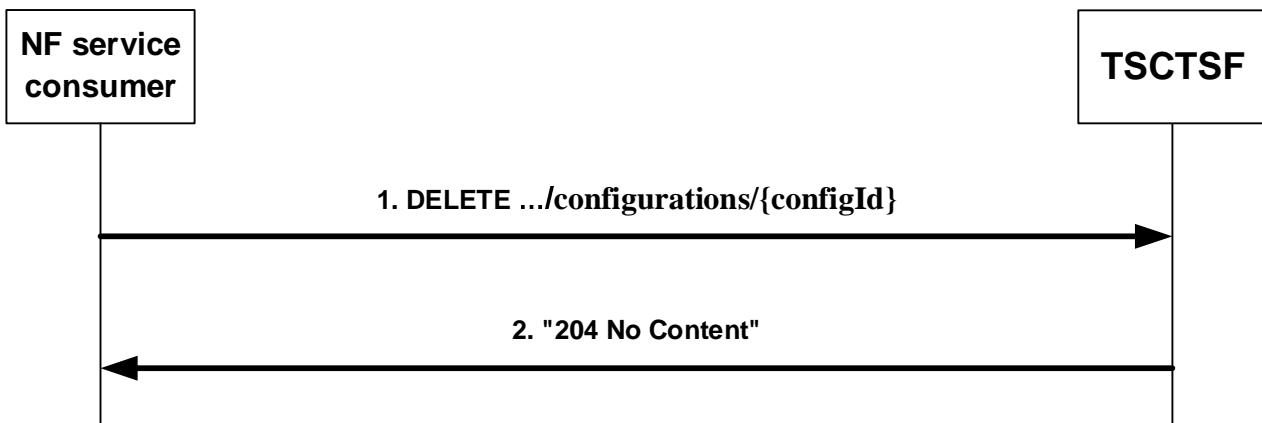 NF service
consumer
TSCTSF
1. DELETE .../configurations/{configId}
2. "204 No Content"